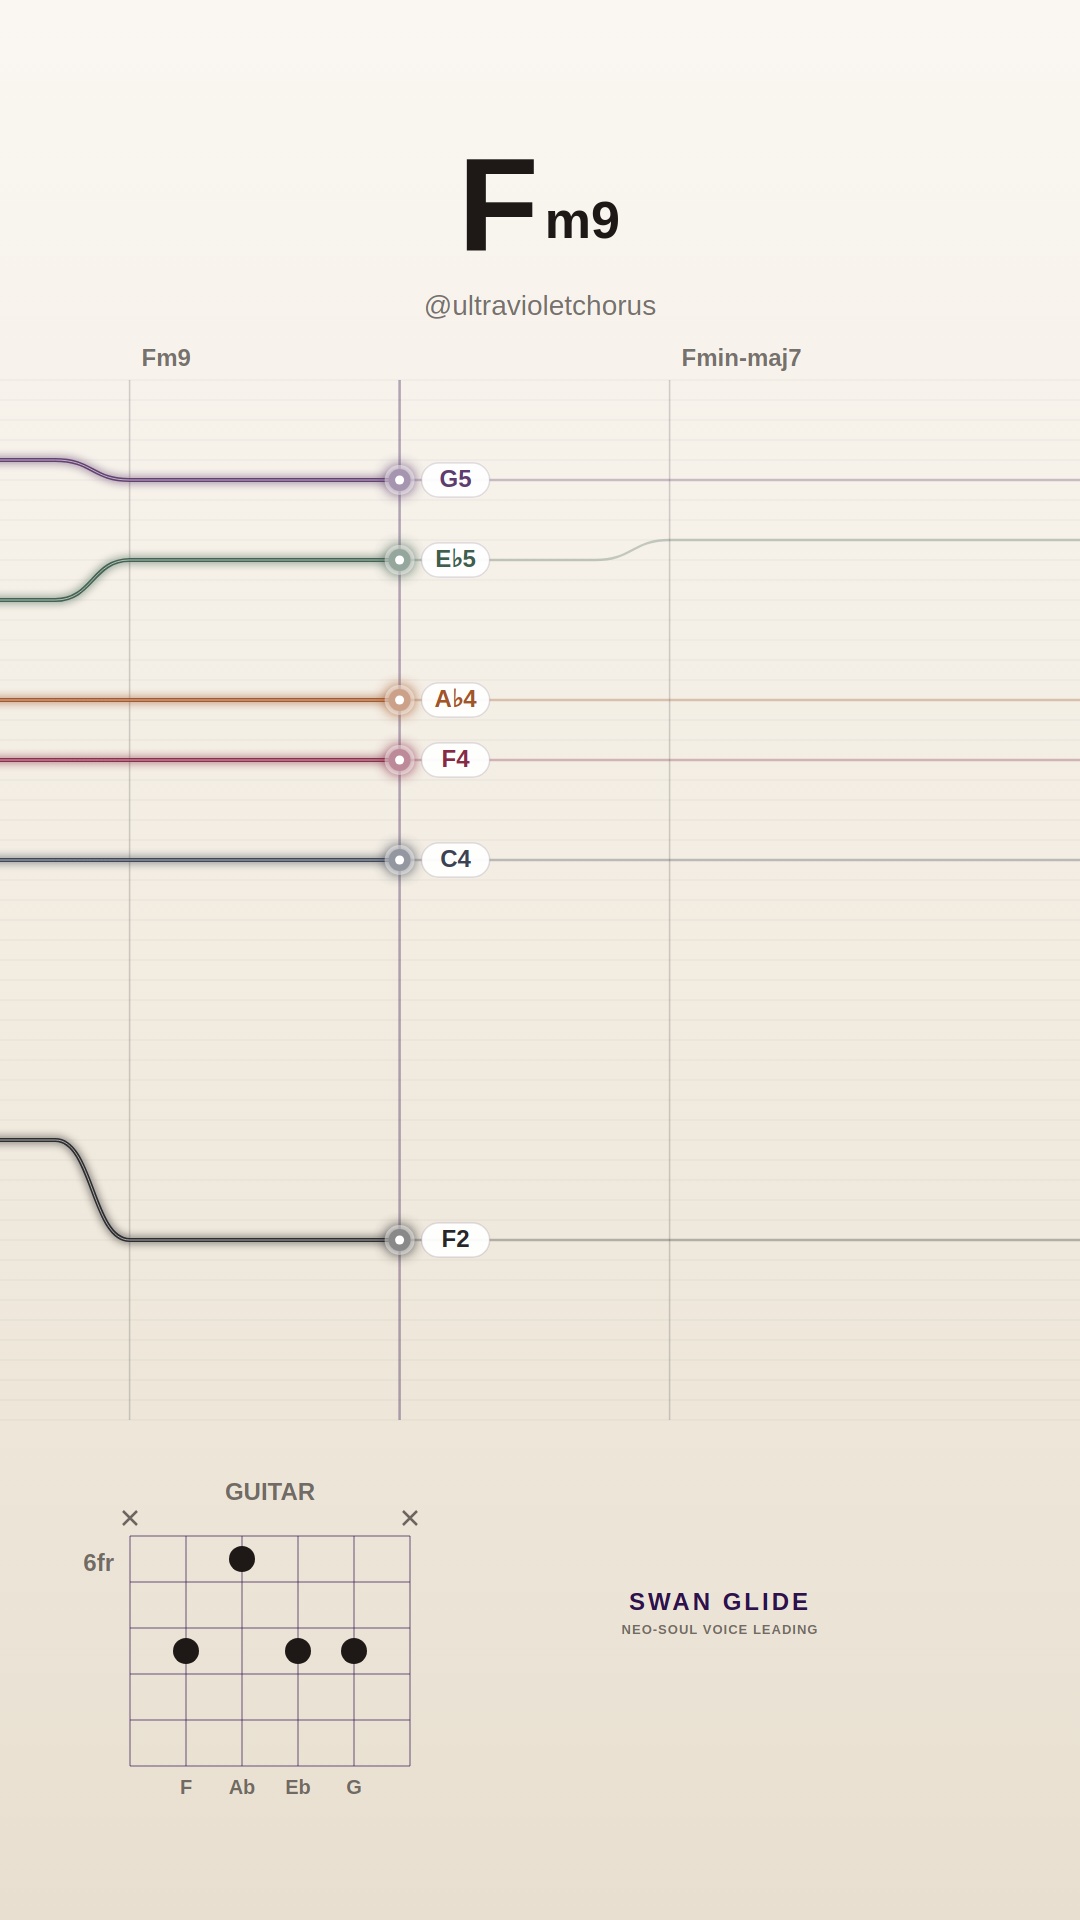 Fm9
@ultravioletchorus
Fm9 Fmin-maj7
G5
E♭5
A♭4
F4
C4
F2
GUITAR
× ×
6fr
F Ab Eb G
SWAN GLIDE
NEO-SOUL VOICE LEADING